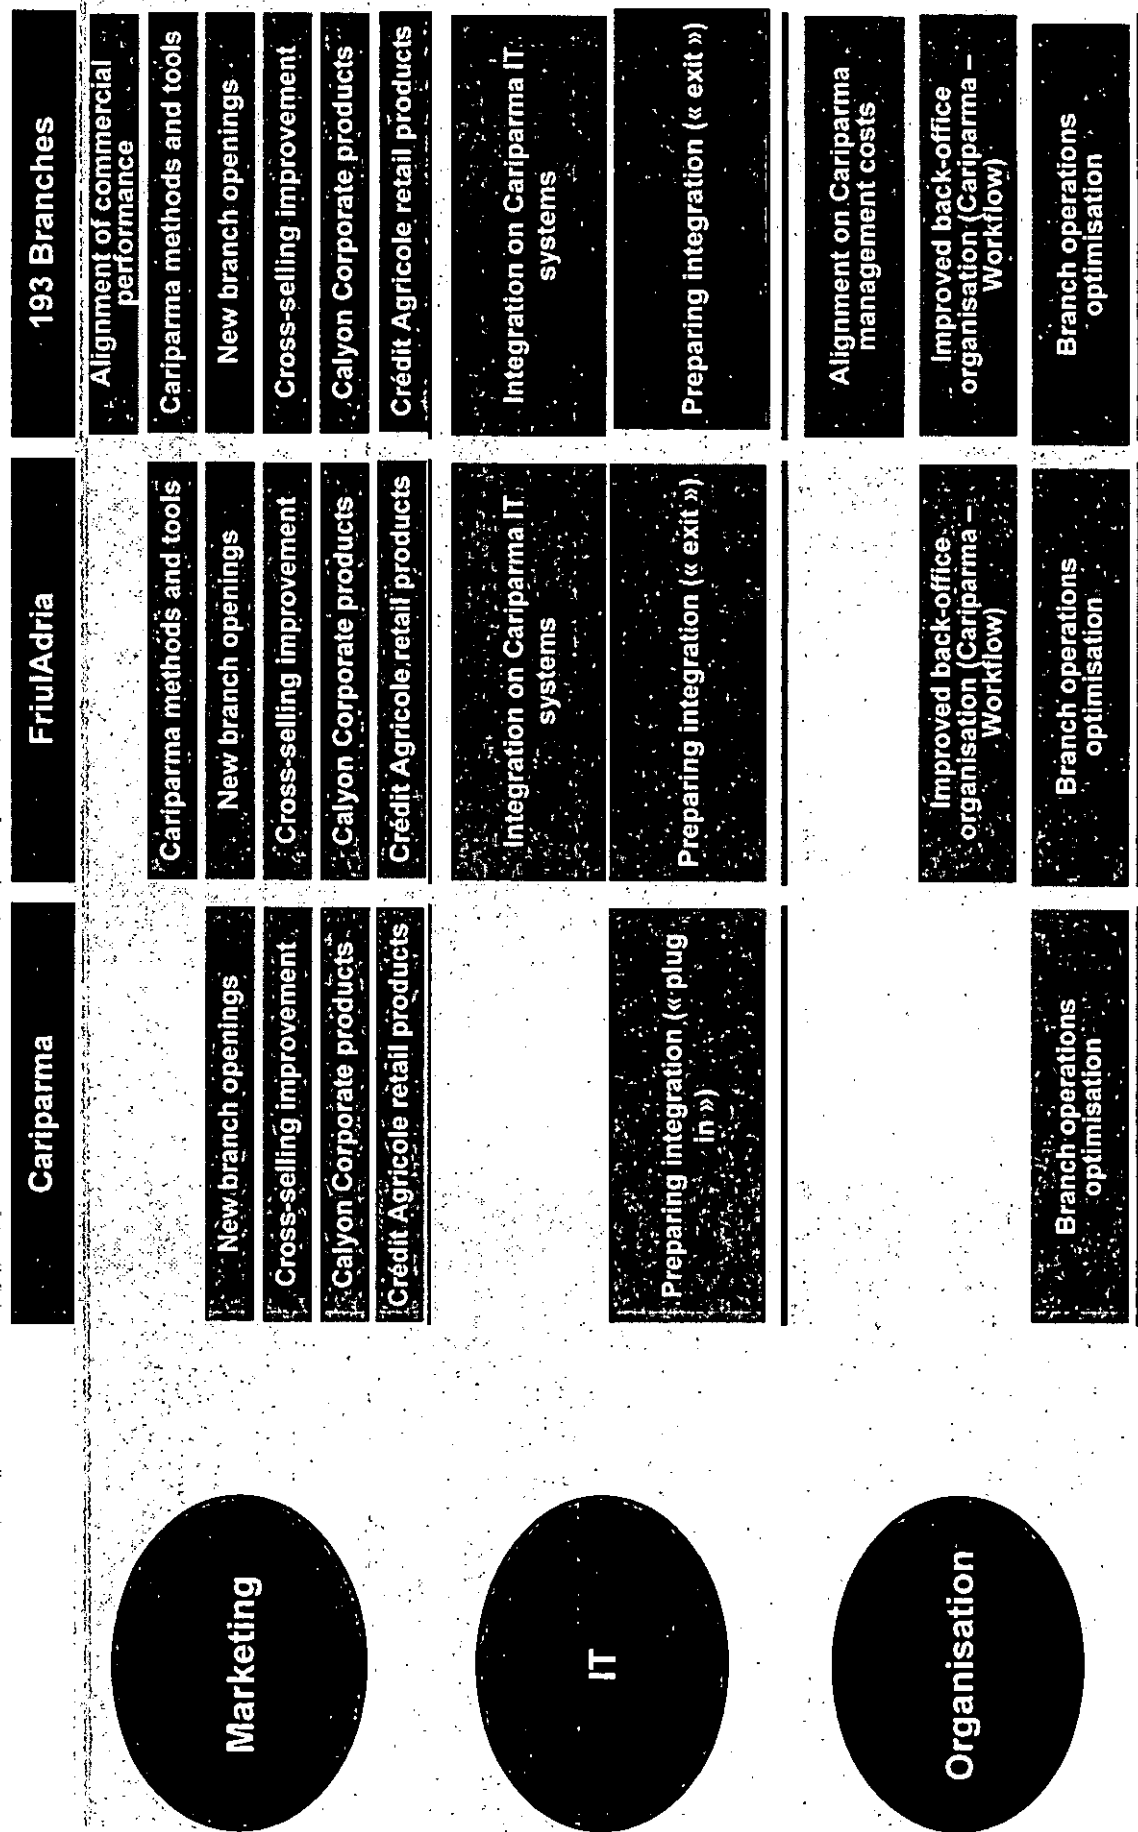 Cariparma
FriulAdria
193 Branches
Marketing
Alignment of commercial
performance
Cariparma methods and tools
Cariparma methods and tools
New branch openings
New branch openings
New branch openings
Cross-selling improvement
Cross-selling improvement
Cross-selling improvement
Calyon Corporate products
Calyon Corporate products
Calyon Corporate products
Crédit Agricole retail products
Crédit Agricole retail products
Crédit Agricole retail products
IT
Integration on Cariparma IT
systems
Integration on Cariparma IT
systems
Preparing integration (« plug
in »)
Preparing integration (« exit »)
Preparing integration (« exit »)
Organisation
Alignment on Cariparma
management costs
Improved back-office
organisation (Cariparma –
Workflow)
Improved back-office
organisation (Cariparma –
Workflow)
Branch operations
optimisation
Branch operations
optimisation
Branch operations
optimisation